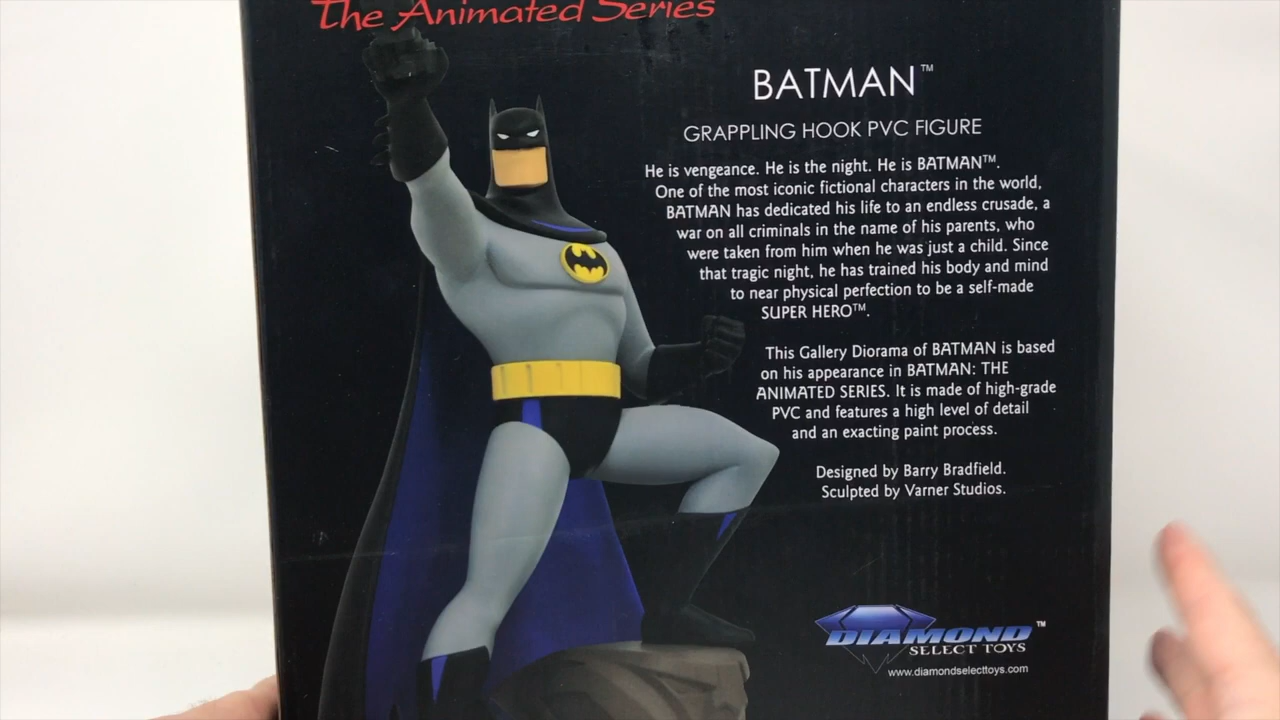 The Animated Series
BATMAN™
GRAPPLING HOOK PVC FIGURE
He is vengeance. He is the night. He is BATMAN™.
One of the most iconic fictional characters in the world,
BATMAN has dedicated his life to an endless crusade, a
war on all criminals in the name of his parents, who
were taken from him when he was just a child. Since
that tragic night, he has trained his body and mind
to near physical perfection to be a self-made
SUPER HERO™.
This Gallery Diorama of BATMAN is based
on his appearance in BATMAN: THE
ANIMATED SERIES. It is made of high-grade
PVC and features a high level of detail
and an exacting paint process.
Designed by Barry Bradfield.
Sculpted by Varner Studios.
DIAMOND™
SELECT TOYS
www.diamondselecttoys.com